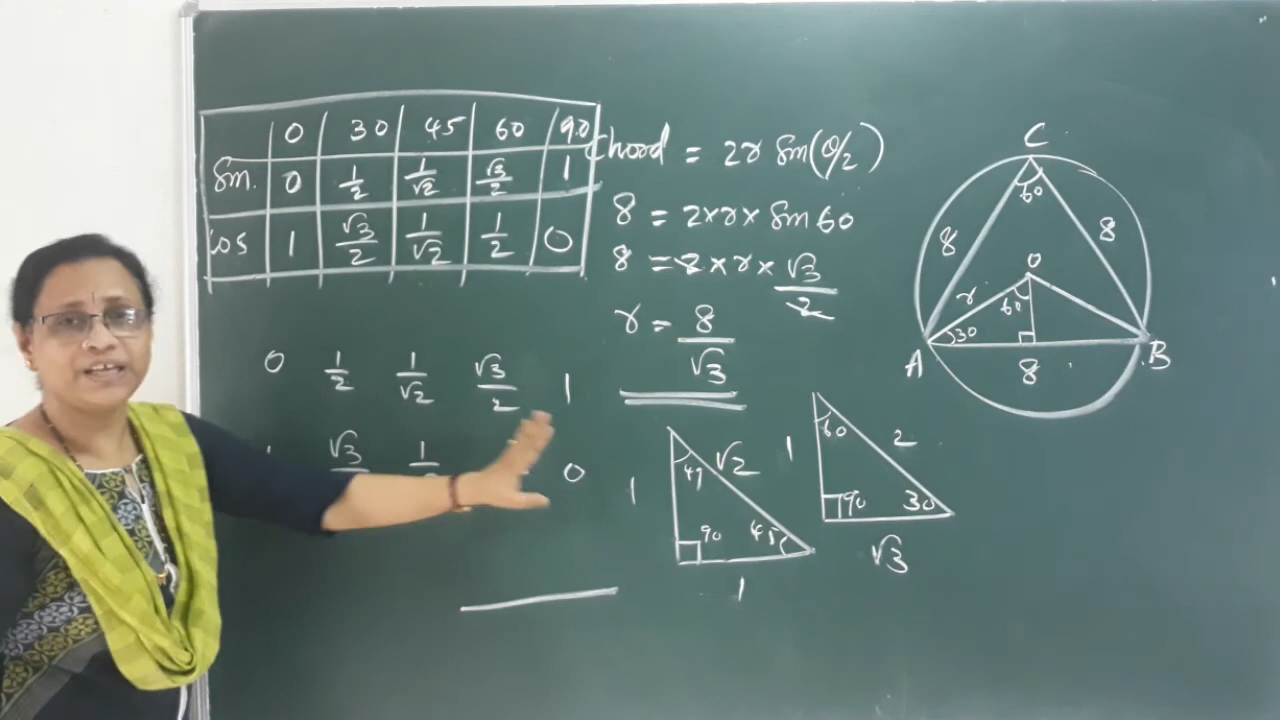 0 30 45 60 90
Sin. 0 1/2 1/√2 √3/2 1
cos 1 √3/2 1/√2 1/2 0
Chord = 2r Sin(θ/2)
8 = 2×r× Sin 60
8 = 2 × r × √3/2
r = 8/√3
0 1/2 1/√2 √3/2 1
√3 1 0
C
60
8 8
O
r 60
30
A 8 B
45 √2
1
90 45
1
60 2
1
90 30
√3